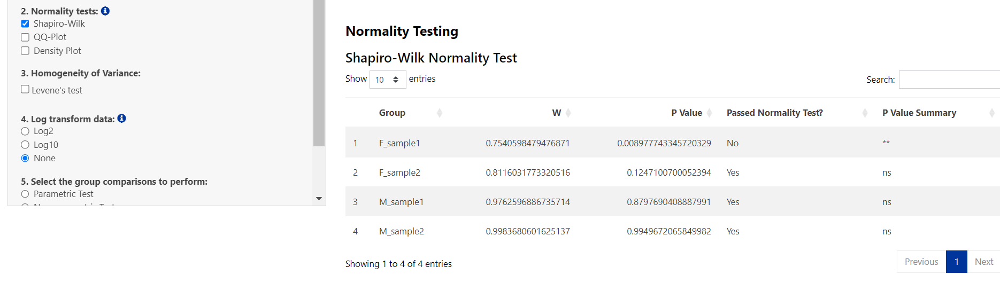 2. Normality tests:
Shapiro-Wilk
QQ-Plot
Density Plot
3. Homogeneity of Variance:
Levene's test
4. Log transform data:
Log2
Log10
None
5. Select the group comparisons to perform:
Parametric Test
Normality Testing
Shapiro-Wilk Normality Test
Show 10 entries
Search:
Group W P Value Passed Normality Test? P Value Summary
1 F_sample1 0.7540598479476871 0.008977743345720329 No **
2 F_sample2 0.8116031773320516 0.1247100700052394 Yes ns
3 M_sample1 0.9762596886735714 0.8797690408887991 Yes ns
4 M_sample2 0.9983680601625137 0.9949672065849982 Yes ns
Showing 1 to 4 of 4 entries
Previous 1 Next